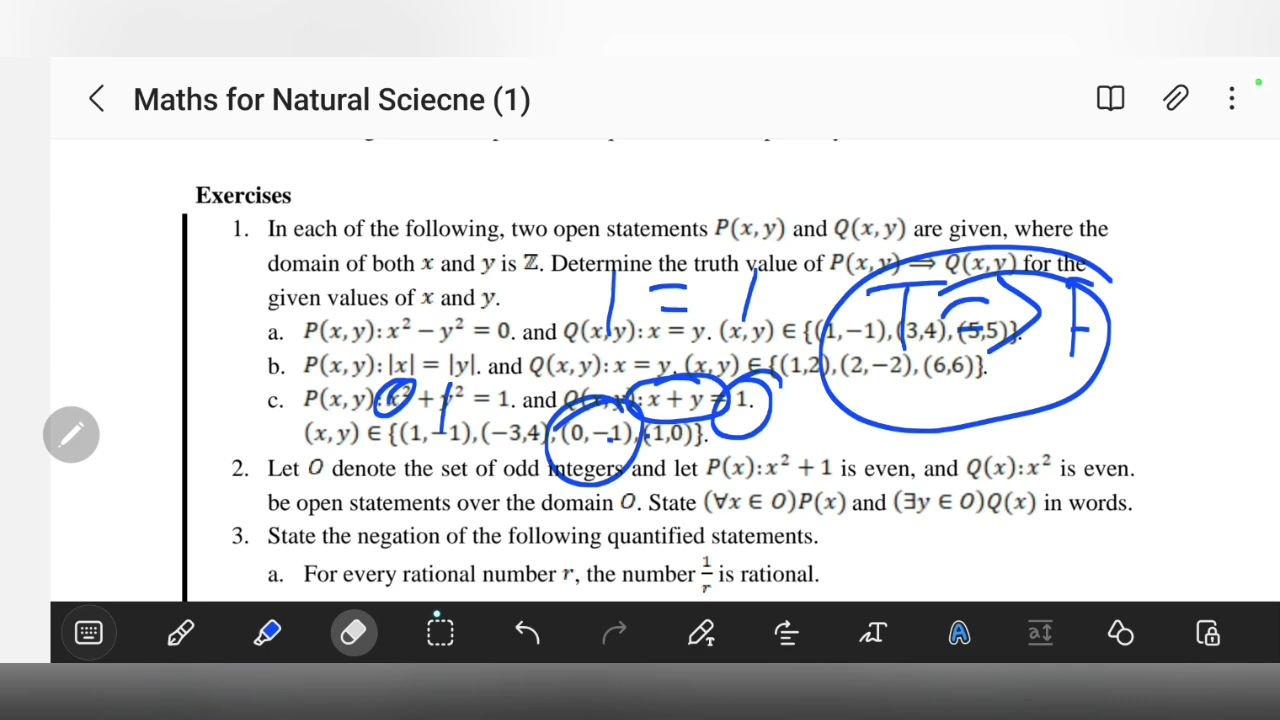 Maths for Natural Sciecne (1)
Exercises
1. In each of the following, two open statements P(x, y) and Q(x, y) are given, where the
domain of both x and y is ℤ. Determine the truth value of P(x, y) ⟹ Q(x, y) for the
given values of x and y.
1 = 1
T => F
a. P(x, y): x² − y² = 0. and Q(x, y): x = y. (x, y) ∈ {(1, −1), (3,4), (5,5)}.
b. P(x, y): |x| = |y|. and Q(x, y): x = y. (x, y) ∈ {(1,2), (2, −2), (6,6)}.
c. P(x, y): x² + y² = 1. and Q(x, y): x + y = 1.
(x, y) ∈ {(1, −1), (−3,4), (0, −1), (1,0)}.
2. Let O denote the set of odd integers and let P(x): x² + 1 is even, and Q(x): x² is even.
be open statements over the domain O. State (∀x ∈ O)P(x) and (∃y ∈ O)Q(x) in words.
3. State the negation of the following quantified statements.
a. For every rational number r, the number 1/r is rational.